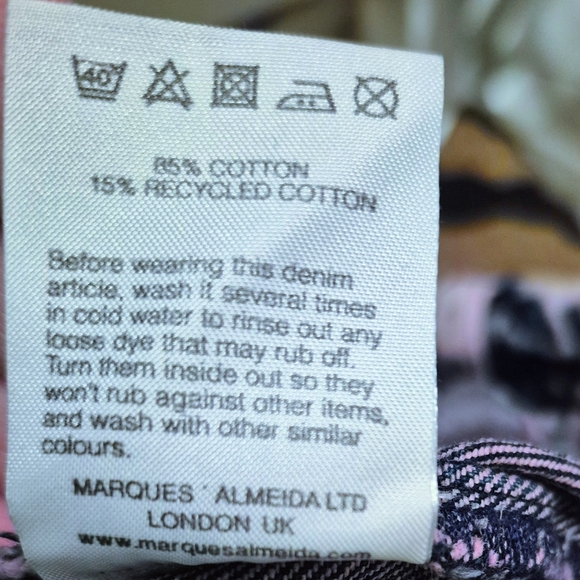 40°
85% COTTON
15% RECYCLED COTTON
Before wearing this denim
article, wash it several times
in cold water to rinse out any
loose dye that may rub off.
Turn them inside out so they
won't rub against other items,
and wash with other similar
colours.
MARQUES ' ALMEIDA LTD
LONDON UK
www.marquesalmeida.com